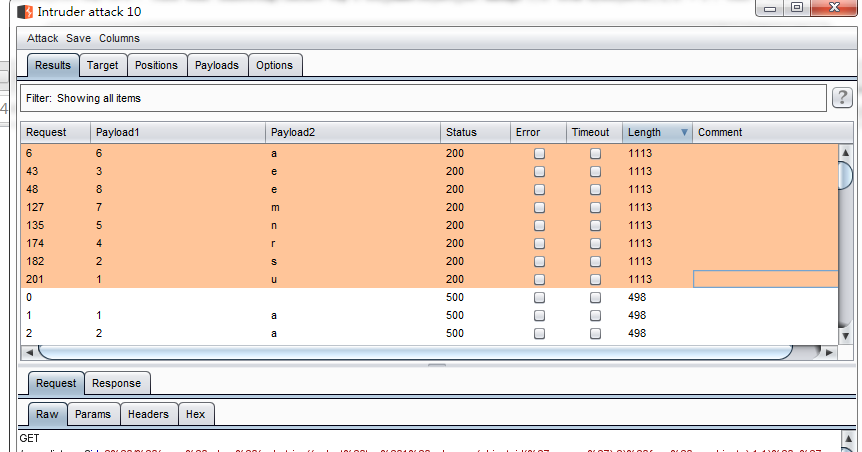 Intruder attack 10
Attack Save Columns
Results Target Positions Payloads Options
Filter: Showing all items
?
4
Request Payload1 Payload2 Status Error Timeout Length Comment
6 6 a 200 1113
43 3 e 200 1113
48 8 e 200 1113
127 7 m 200 1113
135 5 n 200 1113
174 4 r 200 1113
182 2 s 200 1113
201 1 u 200 1113
0 500 498
1 1 a 500 498
2 2 a 500 498
Request Response
Raw Params Headers Hex
GET